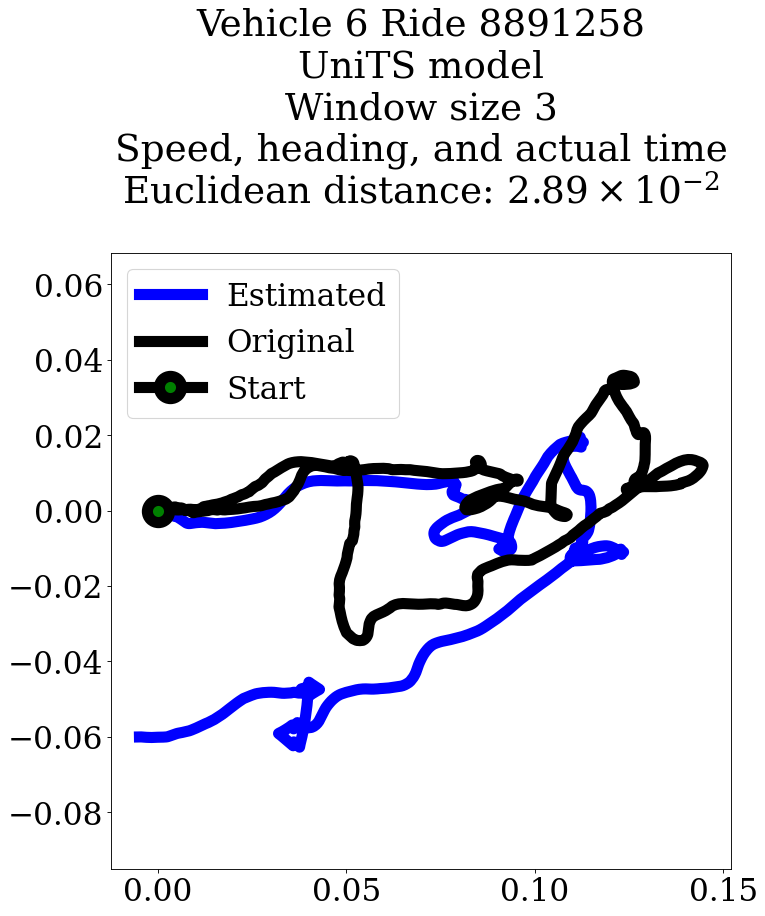 Vehicle 6 Ride 8891258
UniTS model
Window size 3
Speed, heading, and actual time
Euclidean distance: 2.89 × 10⁻²
Estimated
Original
Start
0.06
0.04
0.02
0.00
−0.02
−0.04
−0.06
−0.08
0.00 0.05 0.10 0.15